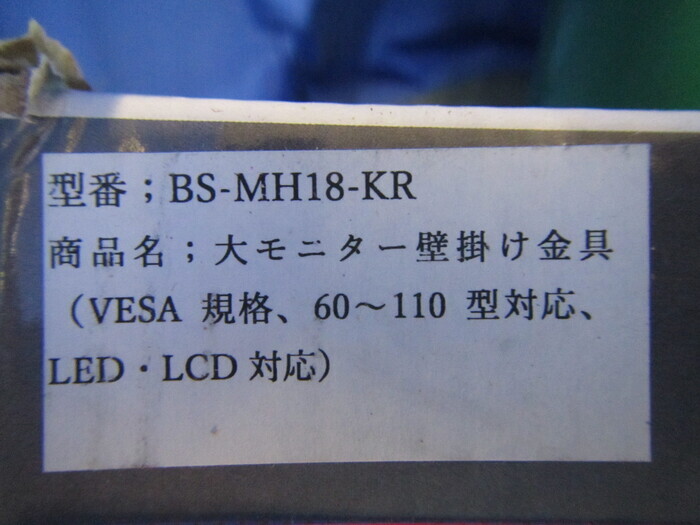 型番；BS-MH18-KR
商品名；大モニター壁掛け金具
（VESA 規格、60～110 型対応、
LED・LCD 対応）